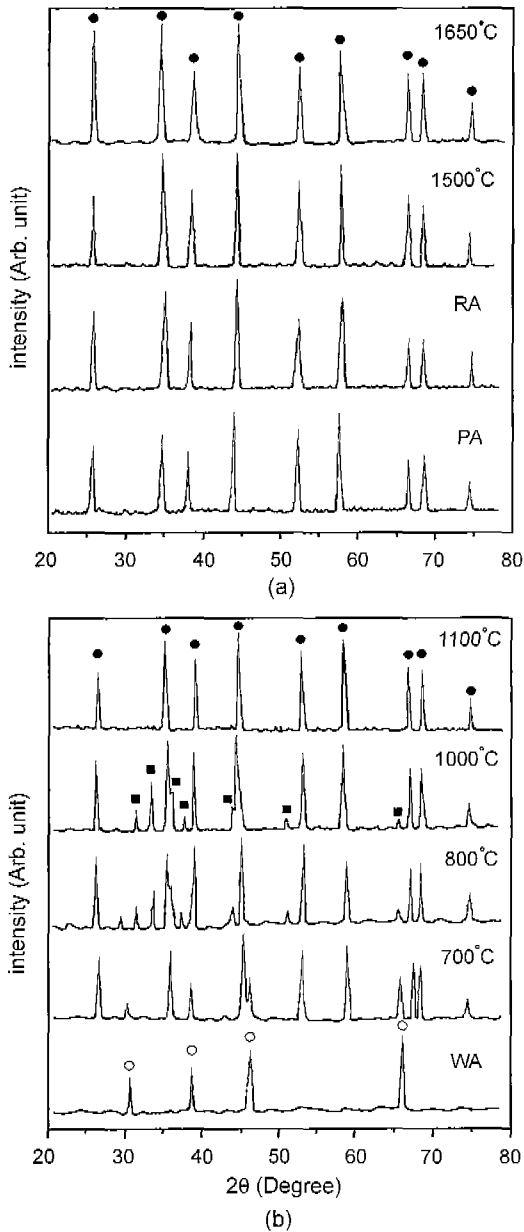 1650°C
1500°C
RA
PA
intensity (Arb. unit)
20 30 40 50 60 70 80
(a)
1100°C
1000°C
800°C
700°C
WA
intensity (Arb. unit)
20 30 40 50 60 70 80
2θ (Degree)
(b)